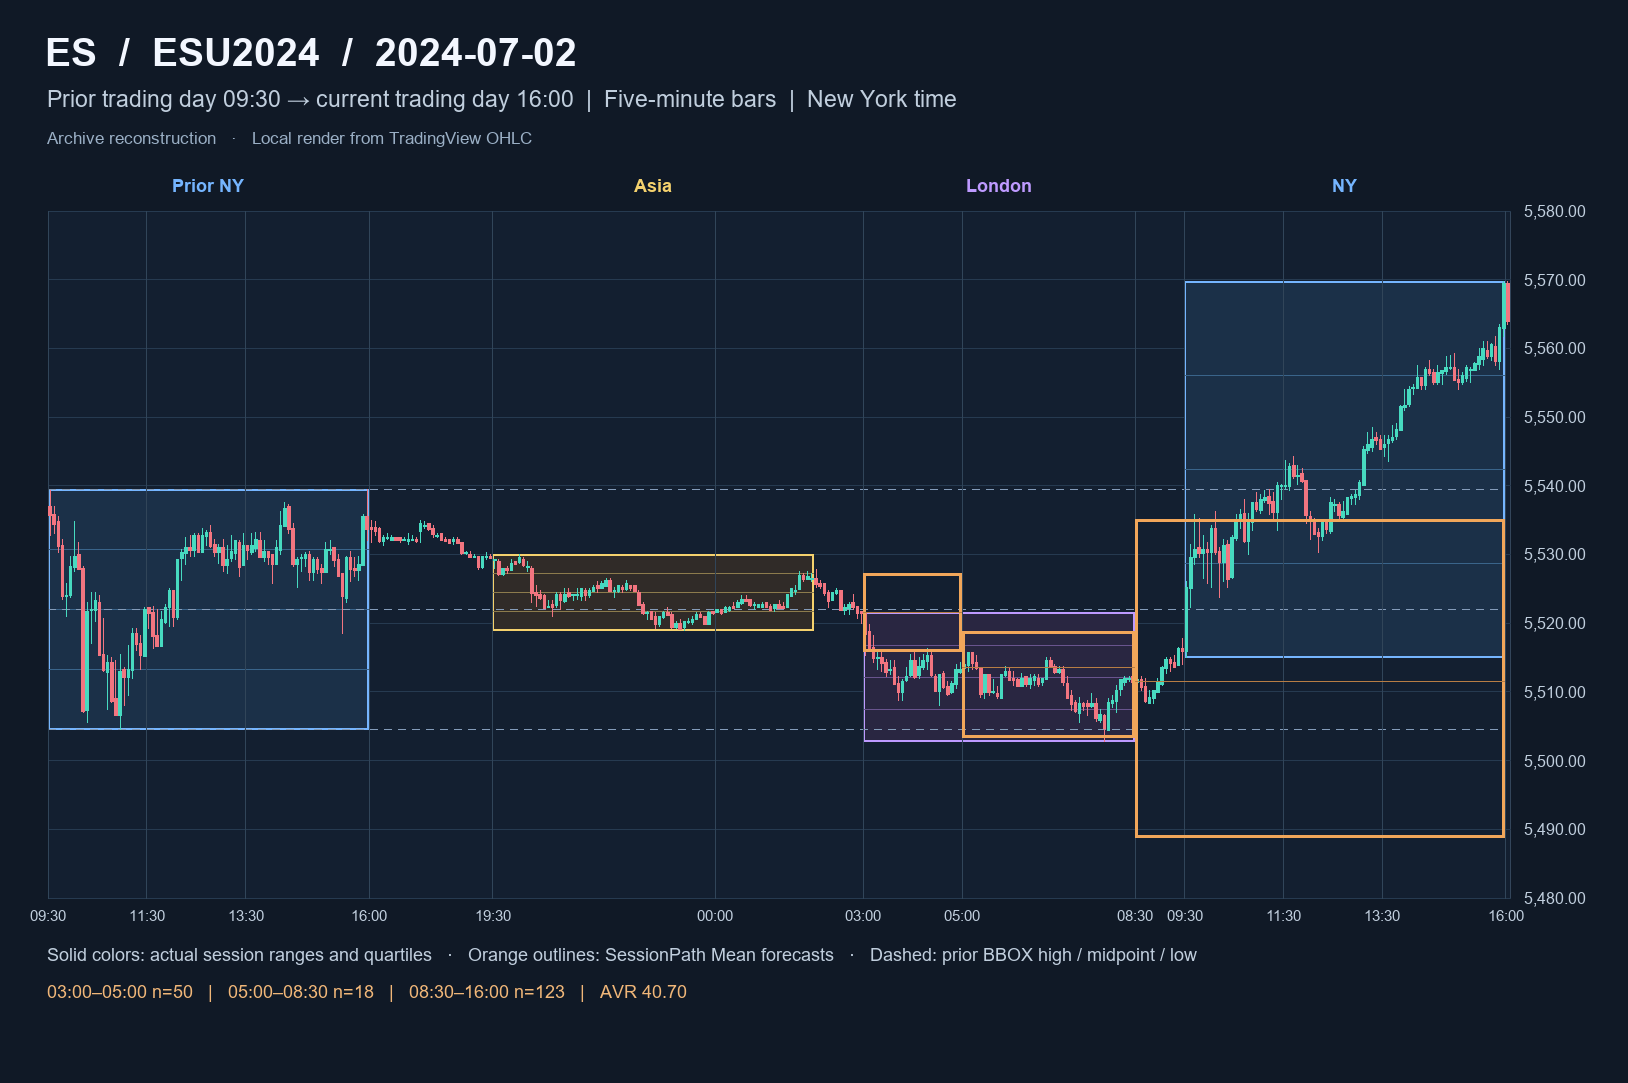 ES / ESU2024 / 2024-07-02
Prior trading day 09:30 → current trading day 16:00 | Five-minute bars | New York time
Archive reconstruction · Local render from TradingView OHLC
Prior NY Asia London NY
5,580.00
5,570.00
5,560.00
5,550.00
5,540.00
5,530.00
5,520.00
5,510.00
5,500.00
5,490.00
5,480.00
09:30 11:30 13:30 16:00 19:30 00:00 03:00 05:00 08:30 09:30 11:30 13:30 16:00
Solid colors: actual session ranges and quartiles · Orange outlines: SessionPath Mean forecasts · Dashed: prior BBOX high / midpoint / low
03:00–05:00 n=50 | 05:00–08:30 n=18 | 08:30–16:00 n=123 | AVR 40.70